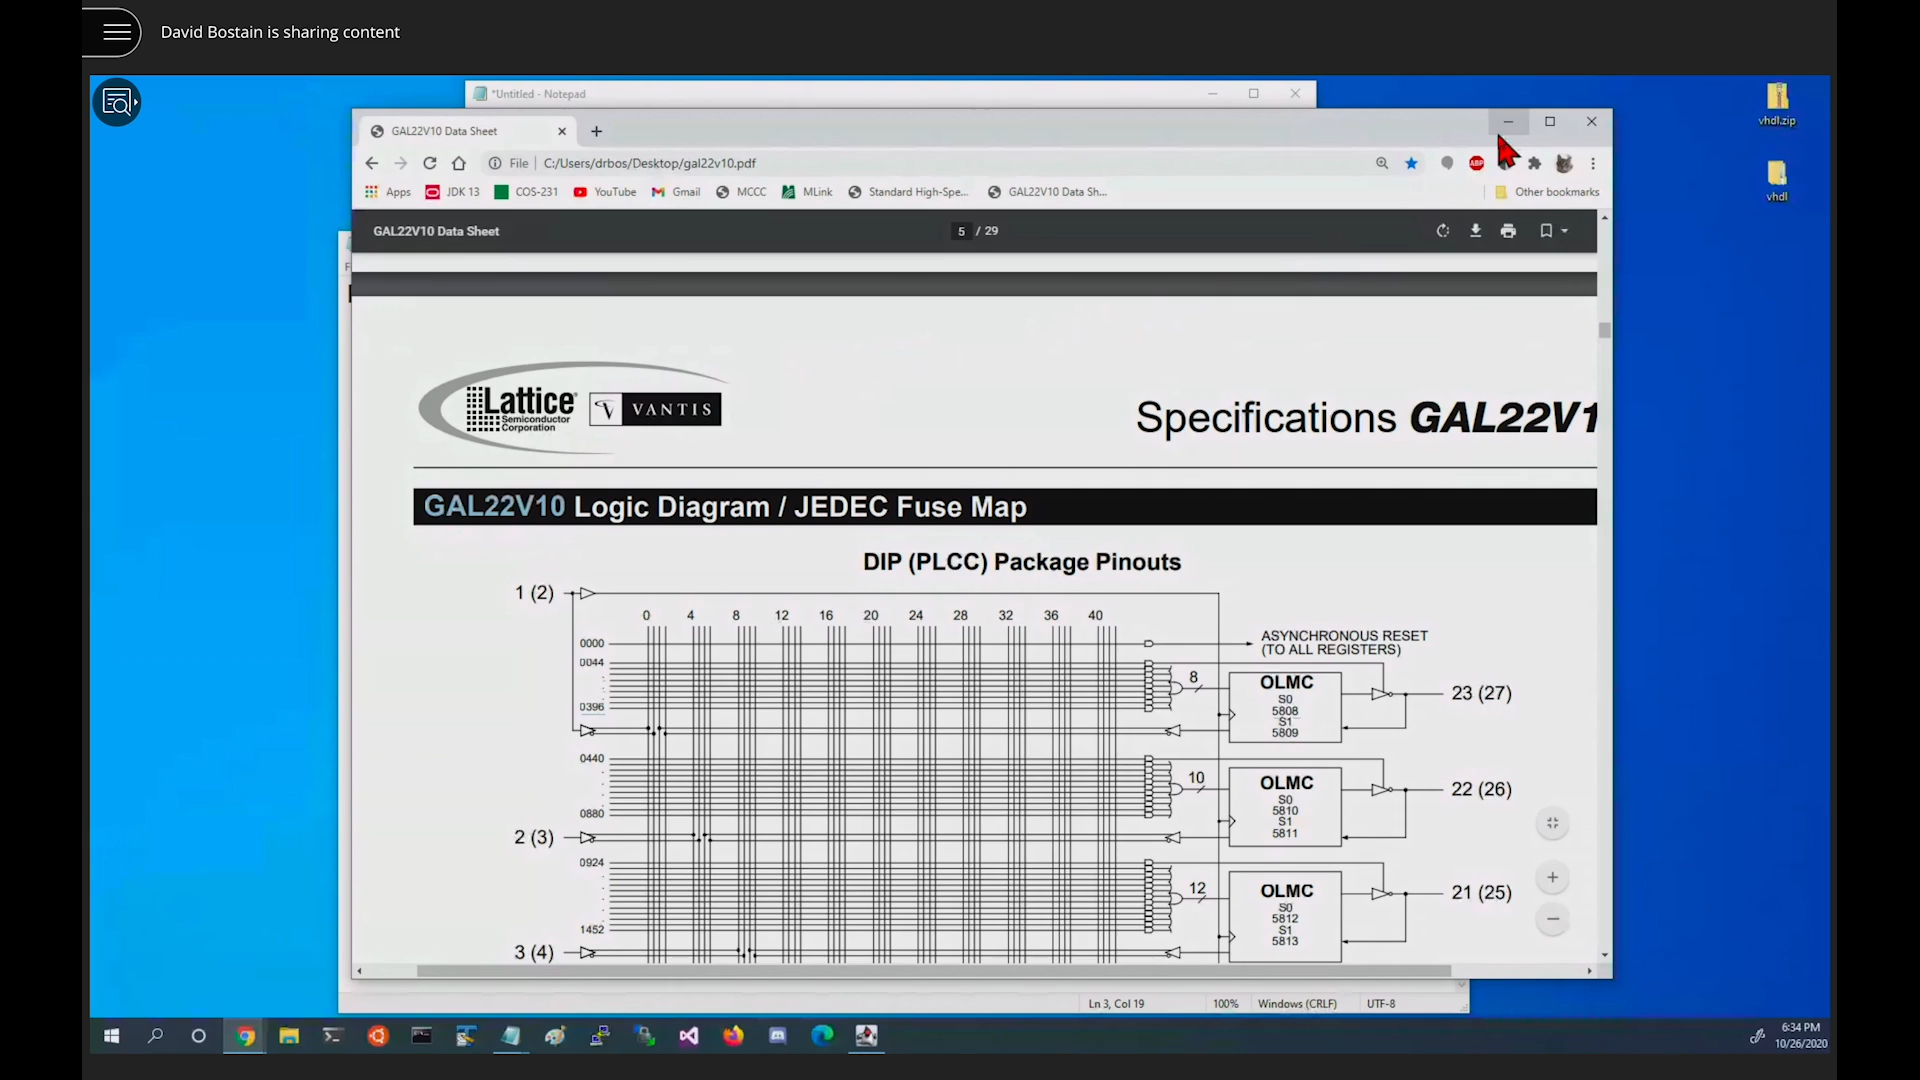 David Bostain is sharing content
*Untitled - Notepad
vhdl.zip
GAL22V10 Data Sheet
File | C:/Users/drbos/Desktop/gal22v10.pdf
ABP
Apps JDK 13 COS-231 YouTube Gmail MCCC MLink Standard High-Spe... GAL22V10 Data Sh... Other bookmarks
vhdl
GAL22V10 Data Sheet 5 / 29
F
Lattice
Semiconductor
Corporation
VANTIS
Specifications GAL22V1
GAL22V10 Logic Diagram / JEDEC Fuse Map
DIP (PLCC) Package Pinouts
1 (2)
0 4 8 12 16 20 24 28 32 36 40
0000
ASYNCHRONOUS RESET
(TO ALL REGISTERS)
0044
.
.
.
0396
8
OLMC
S0
5808
S1
5809
23 (27)
0440
.
.
.
0880
10
OLMC
S0
5810
S1
5811
22 (26)
2 (3)
0924
.
.
.
.
1452
12
OLMC
S0
5812
S1
5813
21 (25)
3 (4)
Ln 3, Col 19 100% Windows (CRLF) UTF-8
6:34 PM
10/26/2020